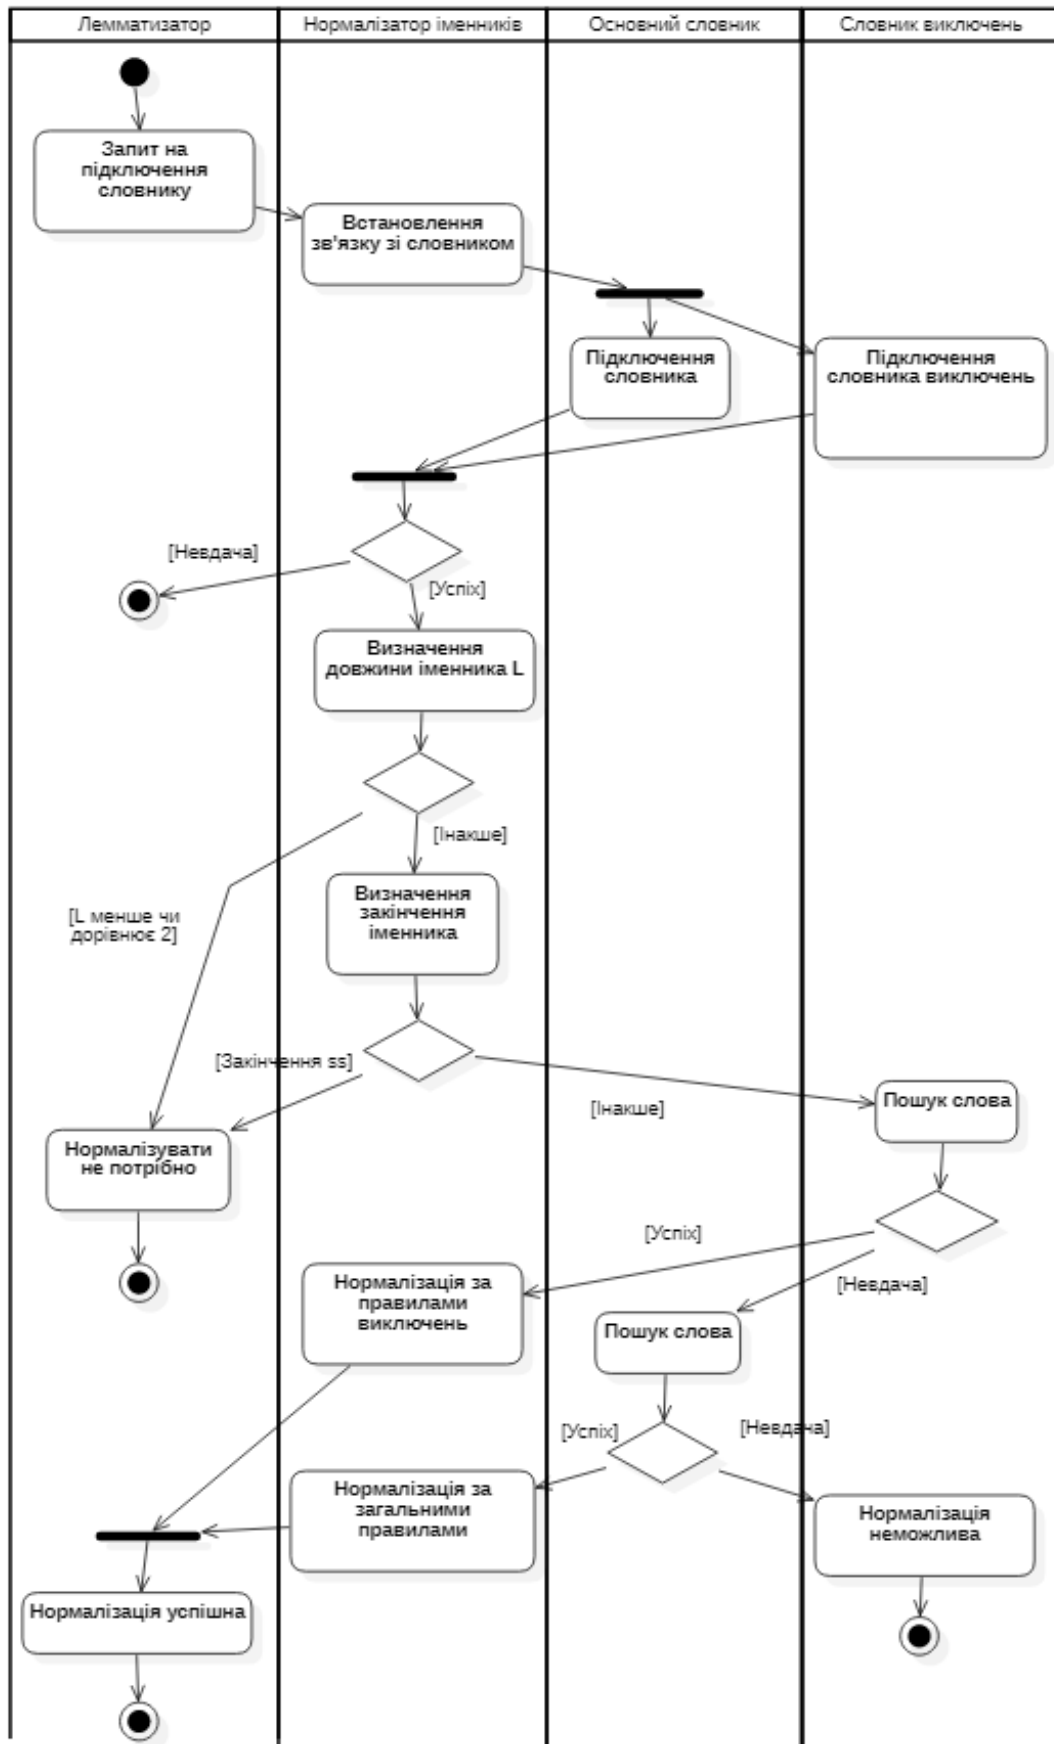 Лемматизатор
Нормалізатор іменників
Основний словник
Словник виключень
Запит на
підключення
словнику
Встановлення
зв'язку зі словником
Підключення
словника
Підключення
словника виключень
[Невдача]
[Успіх]
Визначення
довжини іменника L
[Інакше]
[L менше чи
дорівнює 2]
Визначення
закінчення
іменника
[Закінчення ss]
[Інакше]
Пошук слова
Нормалізувати
не потрібно
[Успіх]
[Невдача]
Нормалізація за
правилами
виключень
Пошук слова
[Успіх]
[Невдача]
Нормалізація за
загальними
правилами
Нормалізація
неможлива
Нормалізація успішна